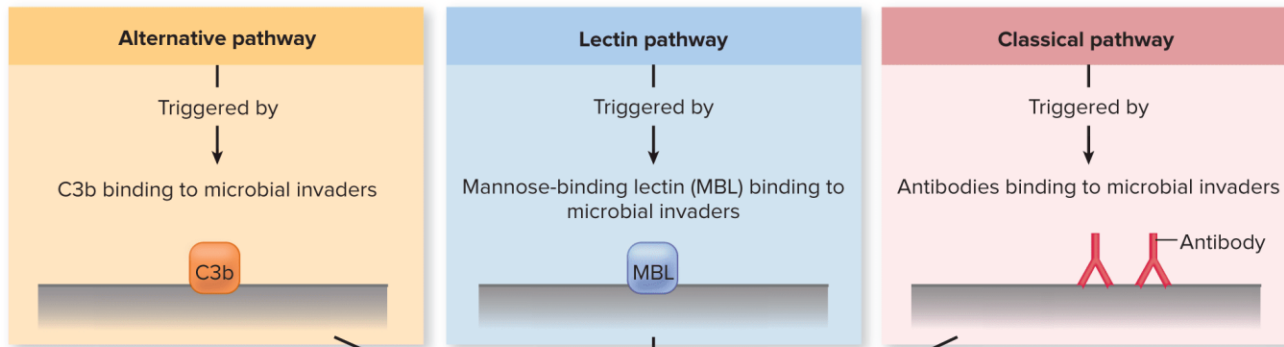 Alternative pathway
Triggered by
C3b binding to microbial invaders
C3b
Lectin pathway
Triggered by
Mannose-binding lectin (MBL) binding to
microbial invaders
MBL
Classical pathway
Triggered by
Antibodies binding to microbial invaders
Antibody